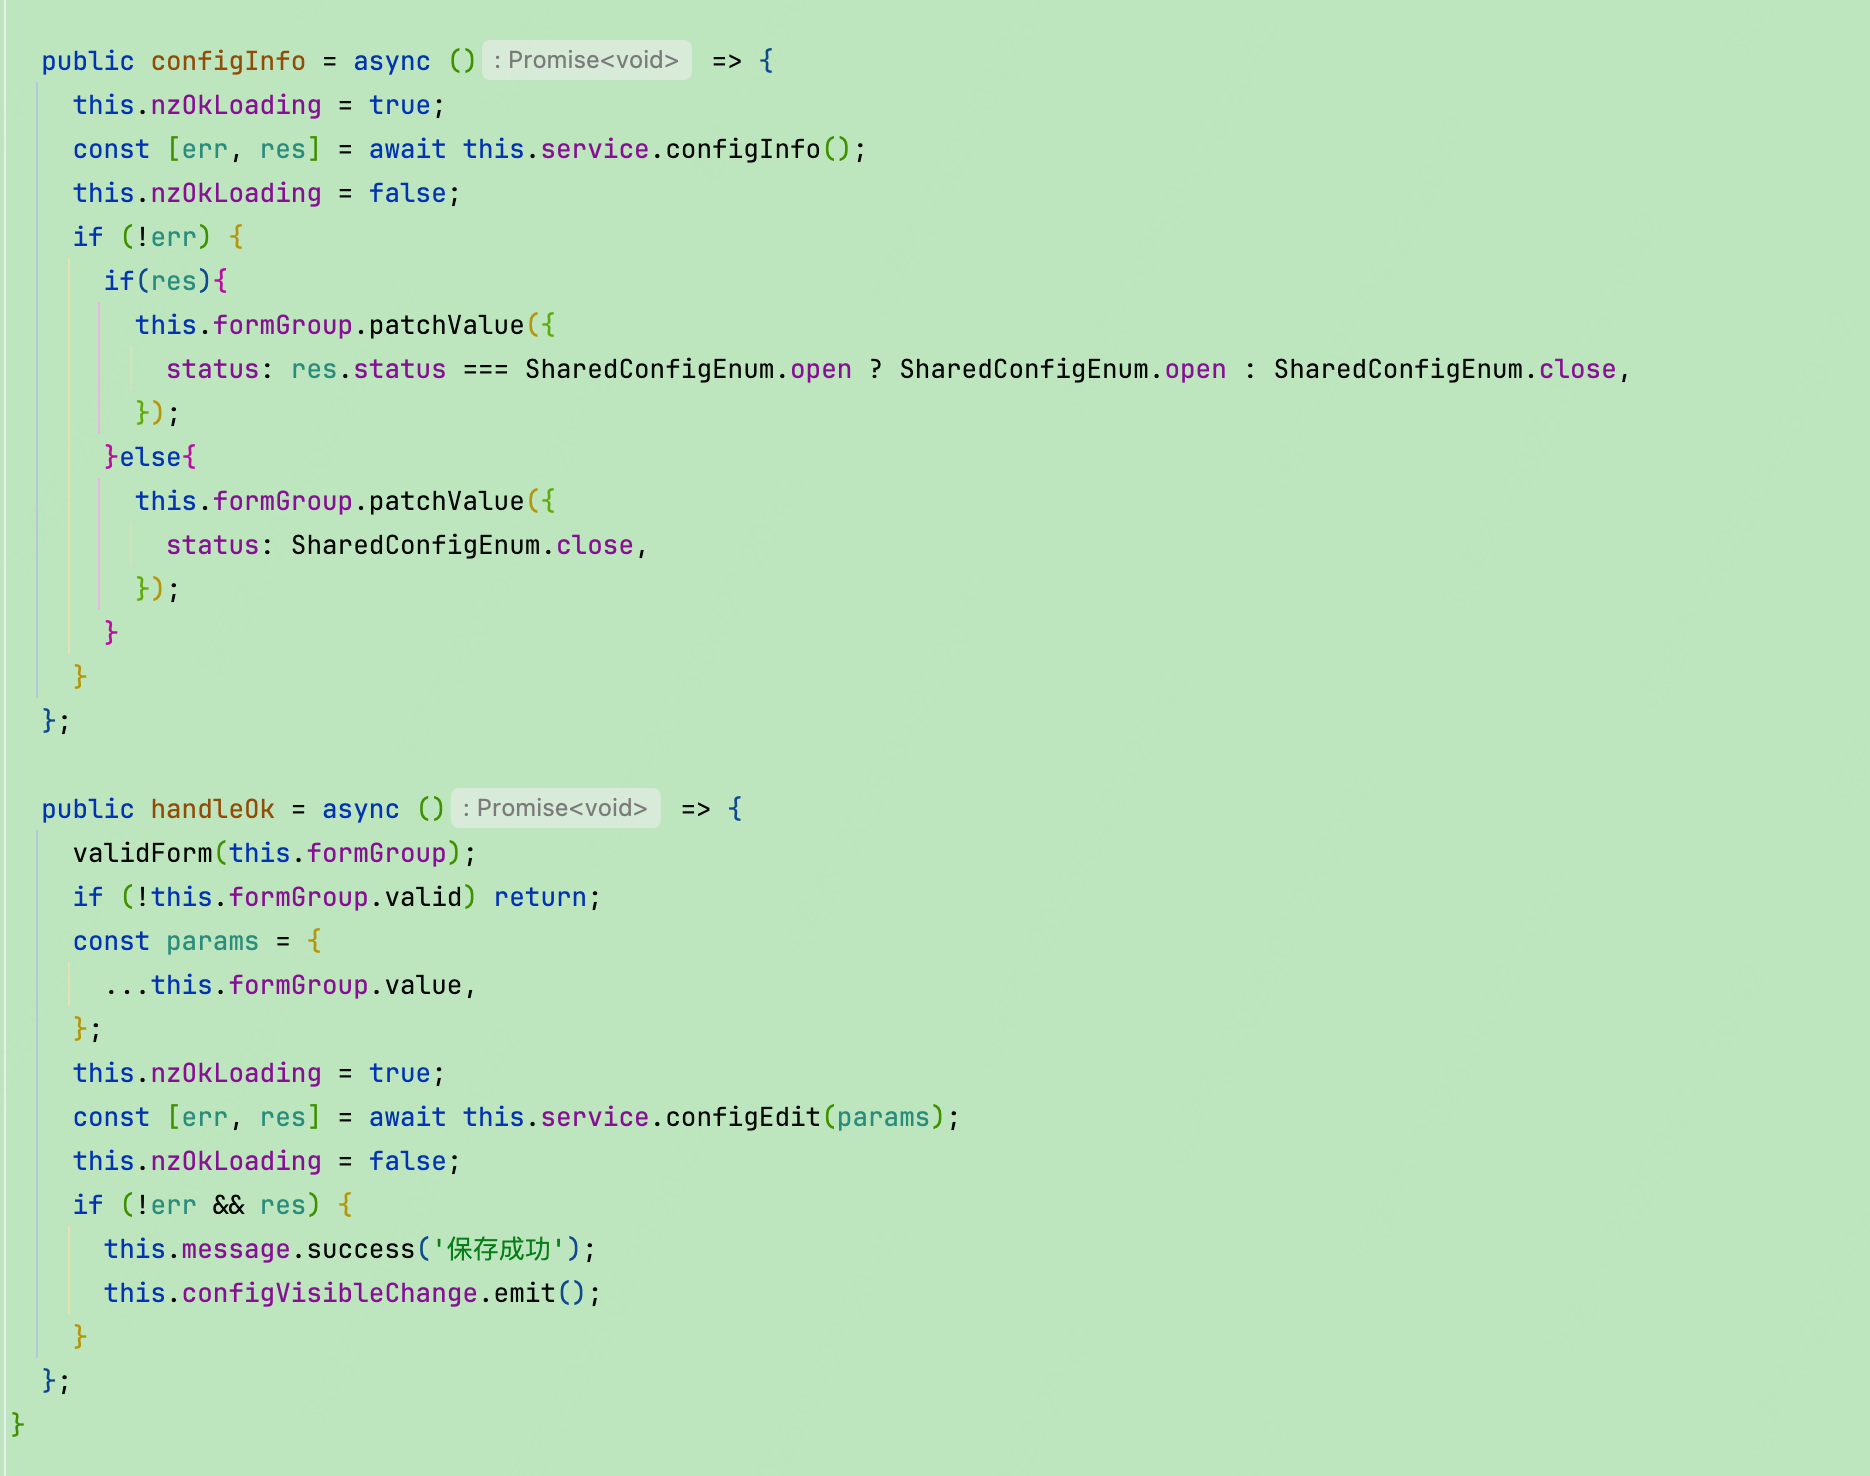 public configInfo = async () : Promise<void> => {
this.nzOkLoading = true;
const [err, res] = await this.service.configInfo();
this.nzOkLoading = false;
if (!err) {
if(res){
this.formGroup.patchValue({
status: res.status === SharedConfigEnum.open ? SharedConfigEnum.open : SharedConfigEnum.close,
});
}else{
this.formGroup.patchValue({
status: SharedConfigEnum.close,
});
}
}
};
public handleOk = async () : Promise<void> => {
validForm(this.formGroup);
if (!this.formGroup.valid) return;
const params = {
...this.formGroup.value,
};
this.nzOkLoading = true;
const [err, res] = await this.service.configEdit(params);
this.nzOkLoading = false;
if (!err && res) {
this.message.success('保存成功');
this.configVisibleChange.emit();
}
};
}